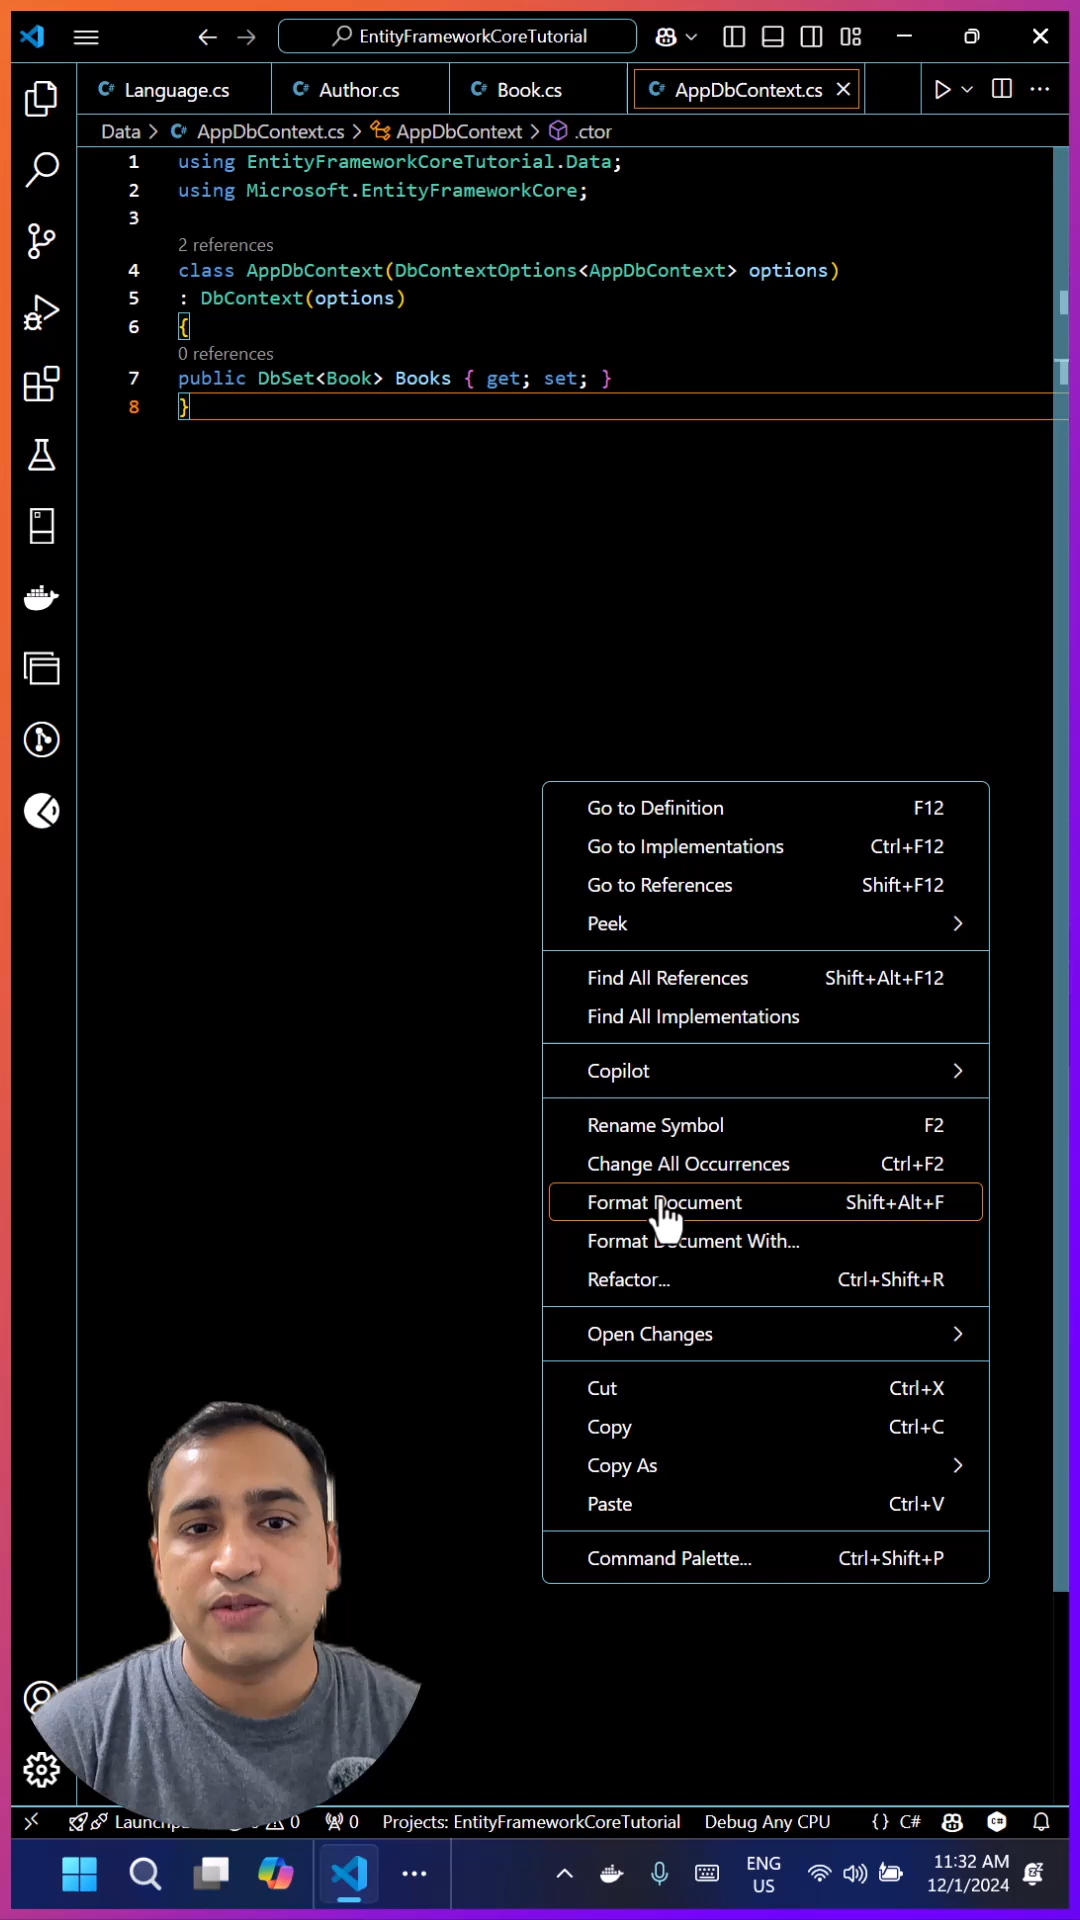 EntityFrameworkCoreTutorial
Language.cs
Author.cs
Book.cs
AppDbContext.cs
Data > AppDbContext.cs > AppDbContext > .ctor
1 using EntityFrameworkCoreTutorial.Data;
2 using Microsoft.EntityFrameworkCore;
3
2 references
4 class AppDbContext(DbContextOptions<AppDbContext> options)
5 : DbContext(options)
6 {
0 references
7 public DbSet<Book> Books { get; set; }
8 }
Go to Definition F12
Go to Implementations Ctrl+F12
Go to References Shift+F12
Peek
Find All References Shift+Alt+F12
Find All Implementations
Copilot
Rename Symbol F2
Change All Occurrences Ctrl+F2
Format Document Shift+Alt+F
Format Document With...
Refactor... Ctrl+Shift+R
Open Changes
Cut Ctrl+X
Copy Ctrl+C
Copy As
Paste Ctrl+V
Command Palette... Ctrl+Shift+P
0 0 Projects: EntityFrameworkCoreTutorial Debug Any CPU {} C#
ENG
US
11:32 AM
12/1/2024